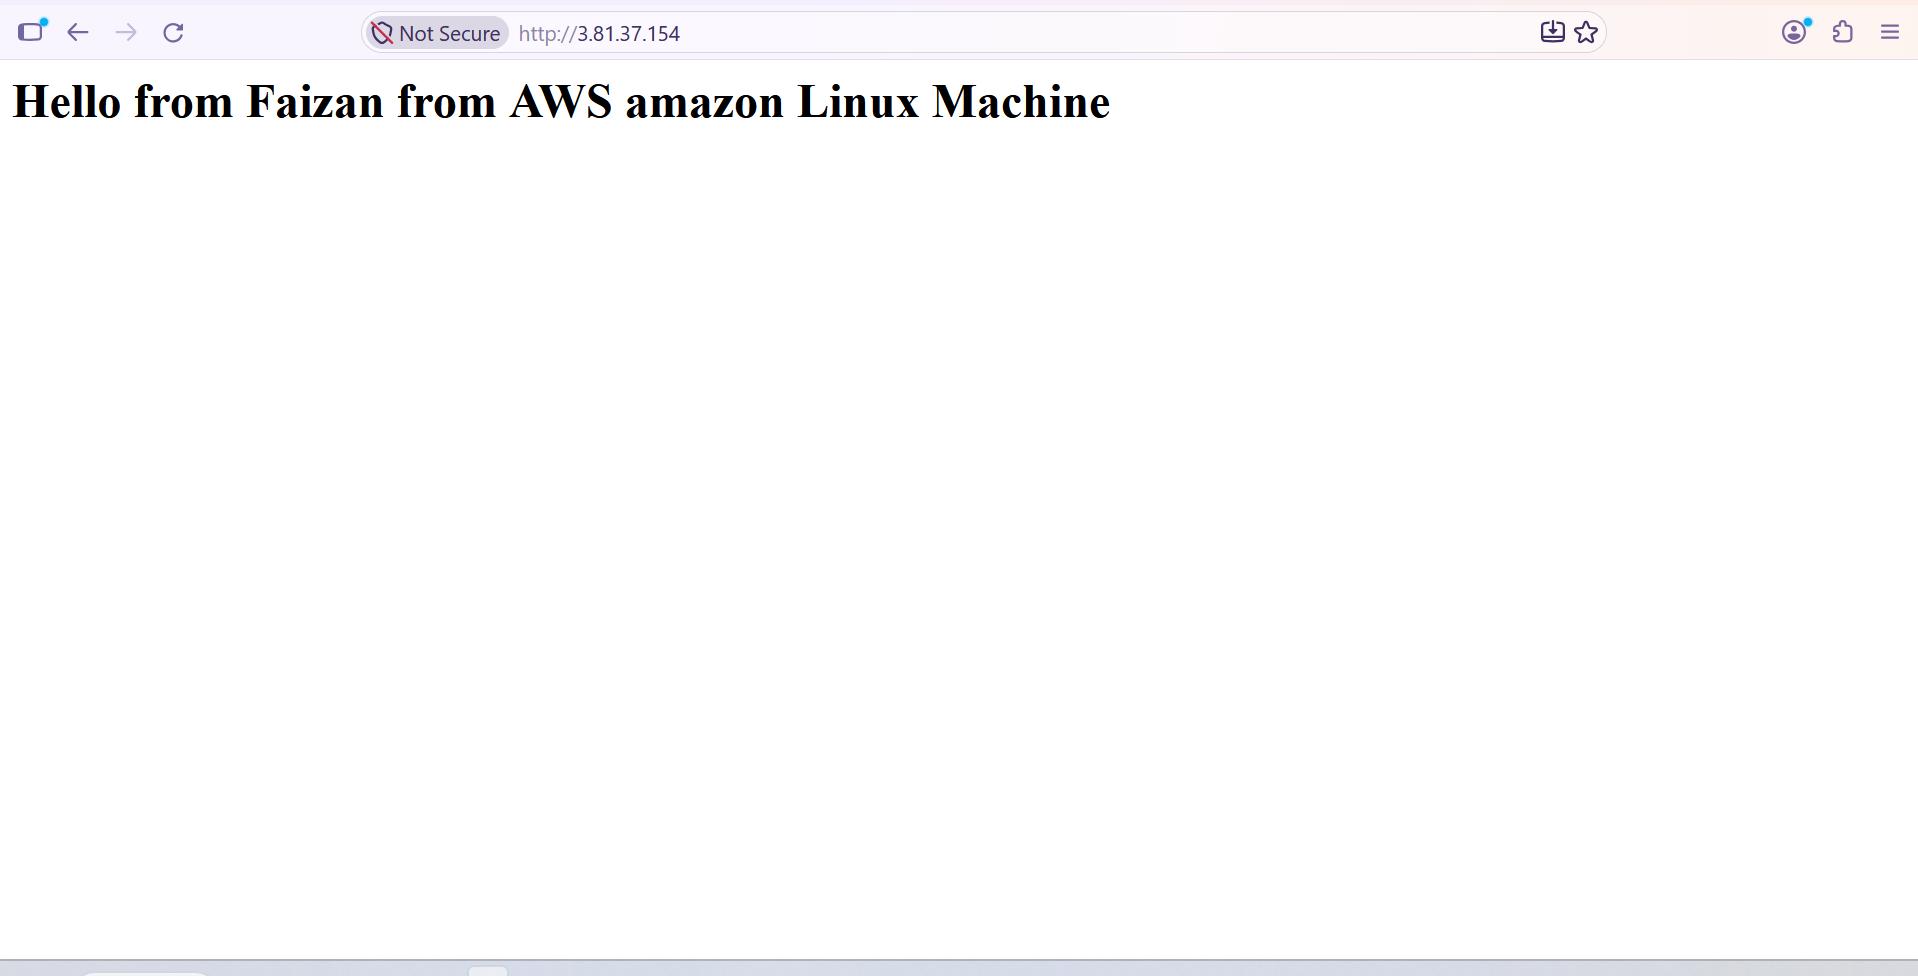 Not Secure http://3.81.37.154
Hello from Faizan from AWS amazon Linux Machine